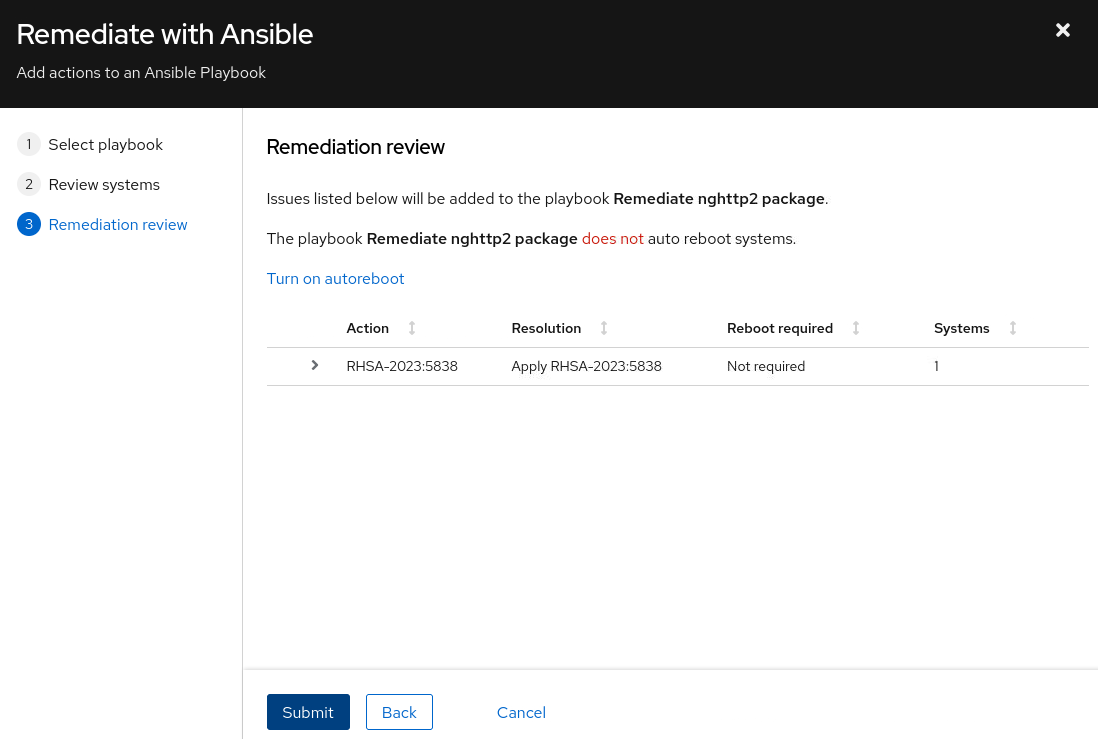 Remediate with Ansible
Add actions to an Ansible Playbook
1 Select playbook
2 Review systems
3 Remediation review
Remediation review
Issues listed below will be added to the playbook Remediate nghttp2 package.
The playbook Remediate nghttp2 package does not auto reboot systems.
Turn on autoreboot
Action Resolution Reboot required Systems
RHSA-2023:5838 Apply RHSA-2023:5838 Not required 1
Submit Back Cancel